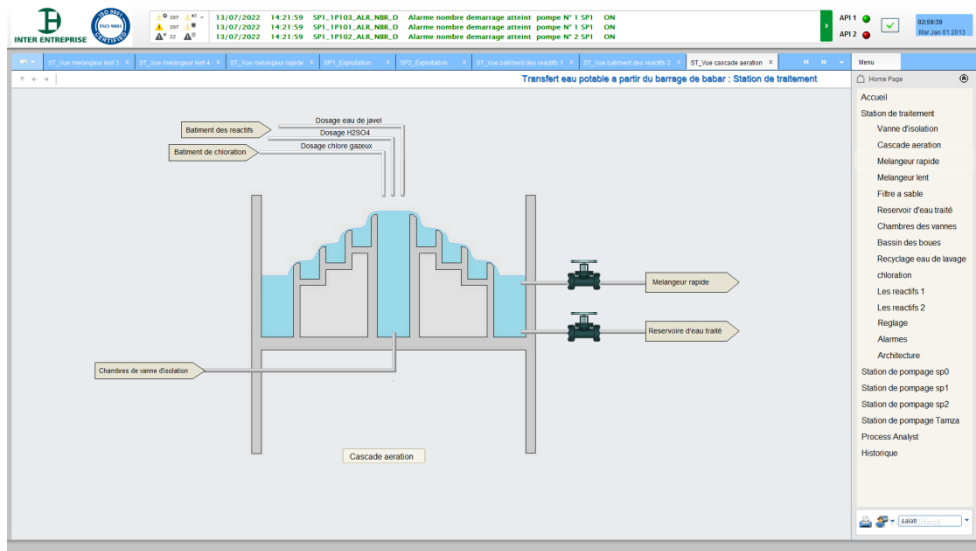 INTER ENTREPRISE
ISO 9001
CERTIFIED
397 397 22
13/07/2022 14:21:59 SP1_1P103_ALR_NBR_D Alarme nombre demarrage atteint pompe N° 1 SP1 ON
13/07/2022 14:21:59 SP1_1P101_ALR_NBR_D Alarme nombre demarrage atteint pompe N° 1 SP1 ON
13/07/2022 14:21:59 SP1_1P102_ALR_NBR_D Alarme nombre demarrage atteint pompe N° 2 SP1 ON
API 1
API 2
02:59:39
Mar Jan 01 2013
ST_Vue melangeur lent 3 ST_Vue melangeur lent 4 ST_Vue melangeur rapide SP1_Exploitation SP2_Exploitation ST_Vue batiment des reactifs 1 ST_Vue batiment des reactifs 2 ST_Vue cascade aeration
Menu
Transfert eau potable a partir du barrage de babar : Station de traitement
Home Page
Dosage eau de javel
Batiment des reactifs
Dosage H2SO4
Batiment de chloration
Dosage chlore gazeux
Melangeur rapide
Reservoire d'eau traité
Chambres de vanne d'isolation
Cascade aeration
Accueil
Station de traitement
Vanne d'isolation
Cascade aeration
Melangeur rapide
Melangeur lent
Filtre a sable
Reservoir d'eau traité
Chambres des vannes
Bassin des boues
Recyclage eau de lavage
chloration
Les reactifs 1
Les reactifs 2
Reglage
Alarmes
Architecture
Station de pompage sp0
Station de pompage sp1
Station de pompage sp2
Station de pompage Tamza
Process Analyst
Historique